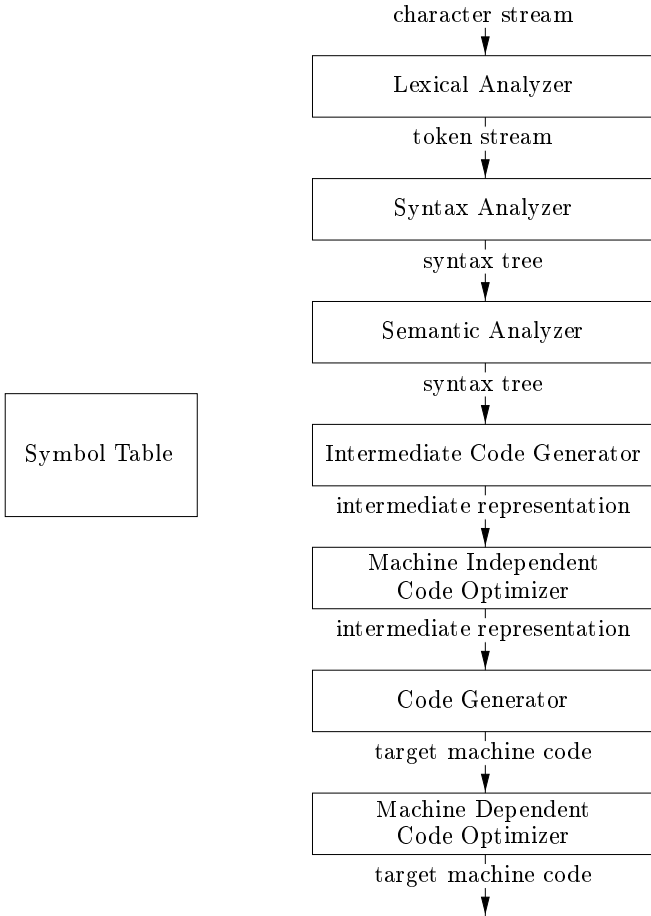 character stream
Lexical Analyzer
token stream
Syntax Analyzer
syntax tree
Semantic Analyzer
syntax tree
Symbol Table
Intermediate Code Generator
intermediate representation
Machine Independent
Code Optimizer
intermediate representation
Code Generator
target machine code
Machine Dependent
Code Optimizer
target machine code